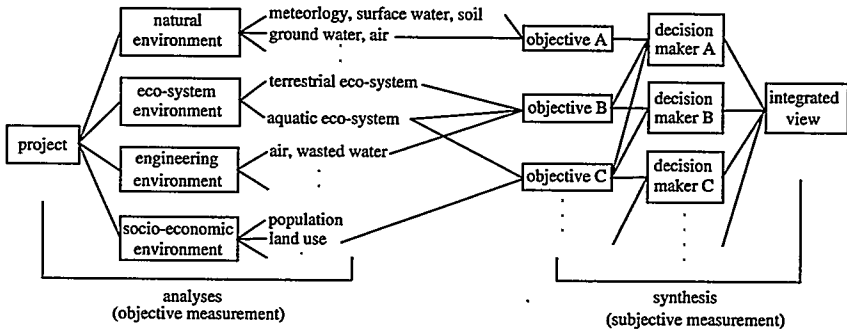 project
natural
environment
eco-system
environment
engineering
environment
socio-economic
environment
meteorlogy, surface water, soil
ground water, air
terrestrial eco-system
aquatic eco-system
air, wasted water
population
land use
objective A
objective B
objective C
decision
maker A
decision
maker B
decision
maker C
integrated
view
analyses
(objective measurement)
synthesis
(subjective measurement)